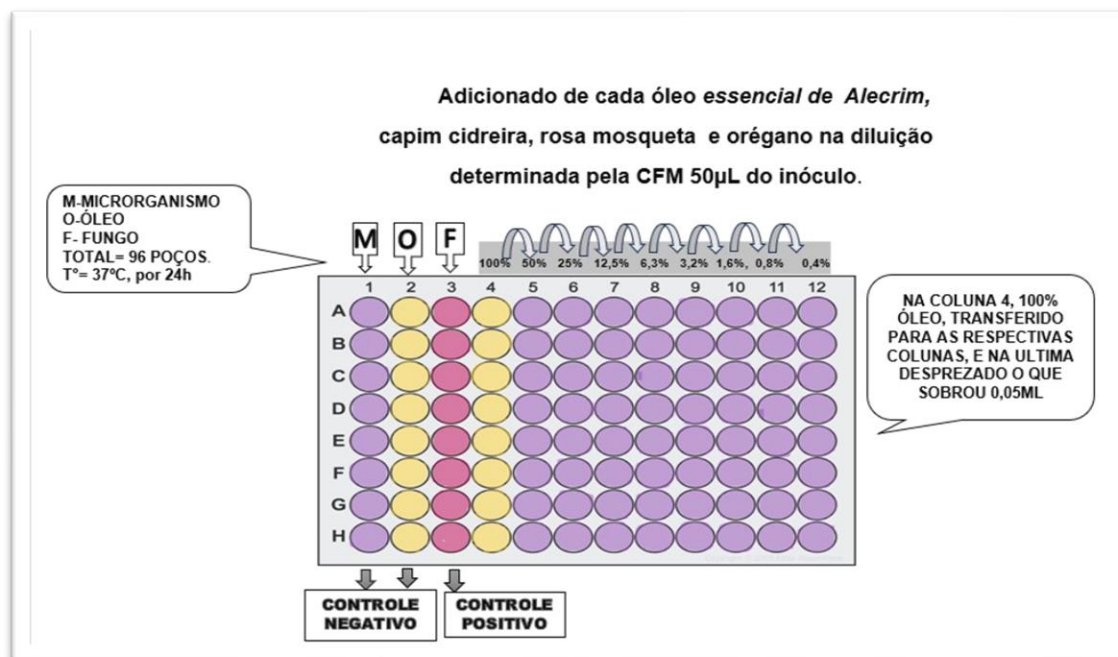 Adicionado de cada óleo essencial de Alecrim,
capim cidreira, rosa mosqueta e orégano na diluição
determinada pela CFM 50µL do inóculo.
M-MICRORGANISMO
O-ÓLEO
F- FUNGO
TOTAL= 96 POÇOS.
Tº= 37ºC, por 24h
M O F
100% 50% 25% 12,5% 6,3% 3,2% 1,6%, 0,8% 0,4%
1 2 3 4 5 6 7 8 9 10 11 12
A
B
C
D
E
F
G
H
NA COLUNA 4, 100%
ÓLEO, TRANSFERIDO
PARA AS RESPECTIVAS
COLUNAS, E NA ULTIMA
DESPREZADO O QUE
SOBROU 0,05ML
CONTROLE
NEGATIVO
CONTROLE
POSITIVO